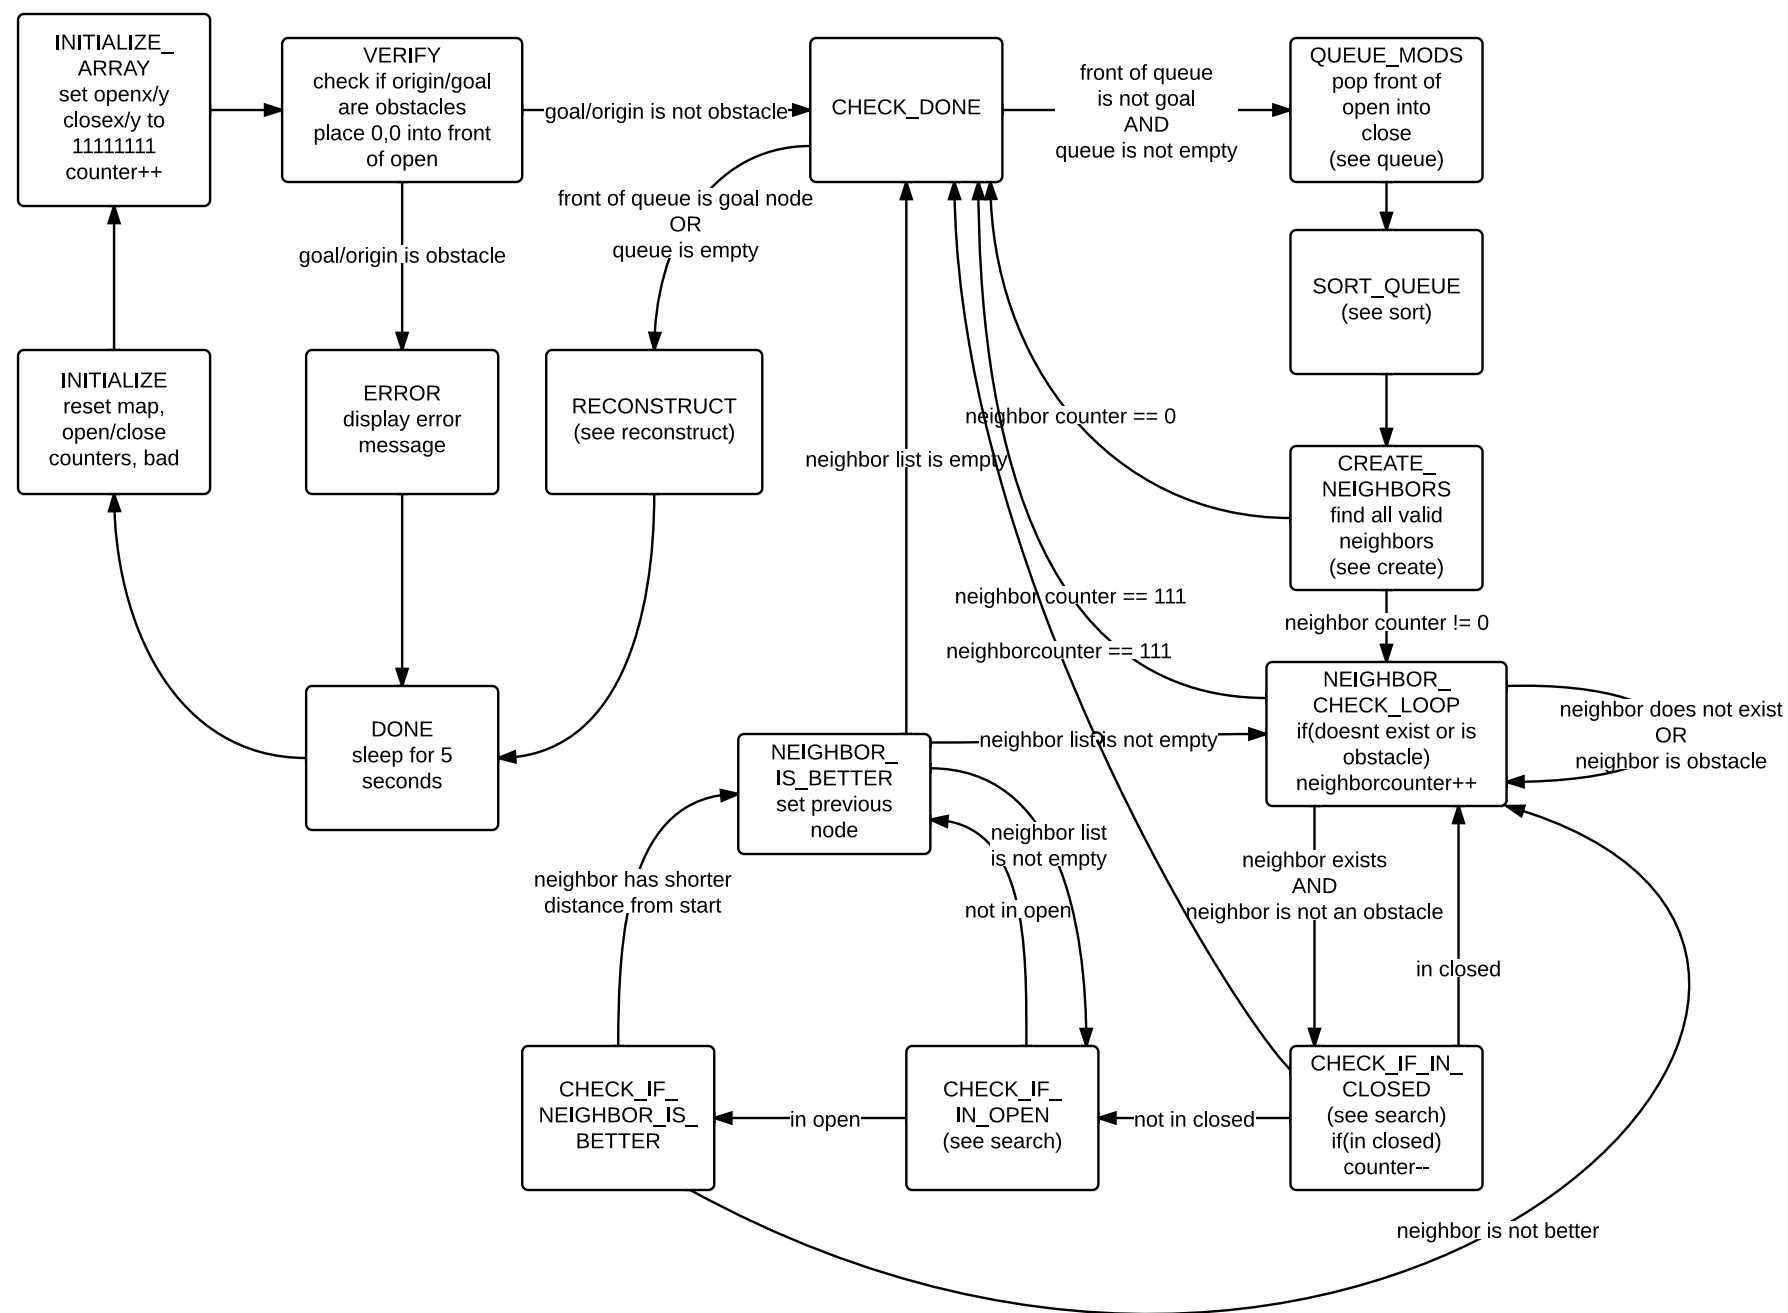 INITIALIZE_
ARRAY
set openx/y
closex/y to
11111111
counter++
VERIFY
check if origin/goal
are obstacles
place 0,0 into front
of open
goal/origin is not obstacle
CHECK_DONE
front of queue
is not goal
AND
queue is not empty
QUEUE_MODS
pop front of
open into
close
(see queue)
front of queue is goal node
OR
queue is empty
goal/origin is obstacle
SORT_QUEUE
(see sort)
INITIALIZE
reset map,
open/close
counters, bad
ERROR
display error
message
RECONSTRUCT
(see reconstruct)
neighbor counter == 0
neighbor list is empty
CREATE_
NEIGHBORS
find all valid
neighbors
(see create)
neighbor counter == 111
neighbor counter != 0
neighborcounter == 111
DONE
sleep for 5
seconds
NEIGHBOR_
IS_BETTER
set previous
node
neighbor list is not empty
NEIGHBOR_
CHECK_LOOP
if(doesnt exist or is
obstacle)
neighborcounter++
neighbor does not exist
OR
neighbor is obstacle
neighbor list
is not empty
neighbor has shorter
distance from start
not in open
neighbor exists
AND
neighbor is not an obstacle
in closed
CHECK_IF_
NEIGHBOR_IS_
BETTER
in open
CHECK_IF_
IN_OPEN
(see search)
not in closed
CHECK_IF_IN_
CLOSED
(see search)
if(in closed)
counter--
neighbor is not better